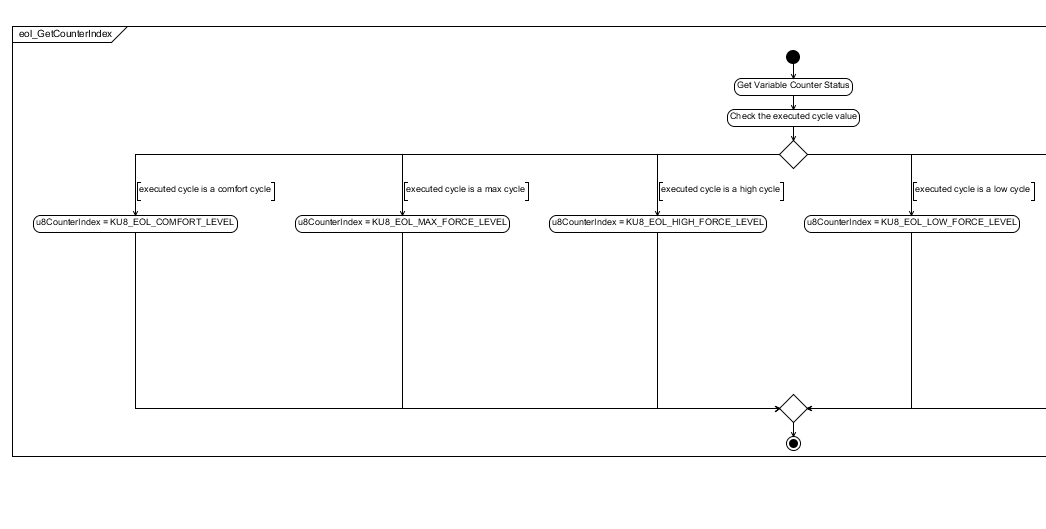 eol_GetCounterIndex
Get Variable Counter Status
Check the executed cycle value
[executed cycle is a comfort cycle]
[executed cycle is a max cycle]
[executed cycle is a high cycle]
[executed cycle is a low cycle]
u8CounterIndex = KU8_EOL_COMFORT_LEVEL
u8CounterIndex = KU8_EOL_MAX_FORCE_LEVEL
u8CounterIndex = KU8_EOL_HIGH_FORCE_LEVEL
u8CounterIndex = KU8_EOL_LOW_FORCE_LEVEL